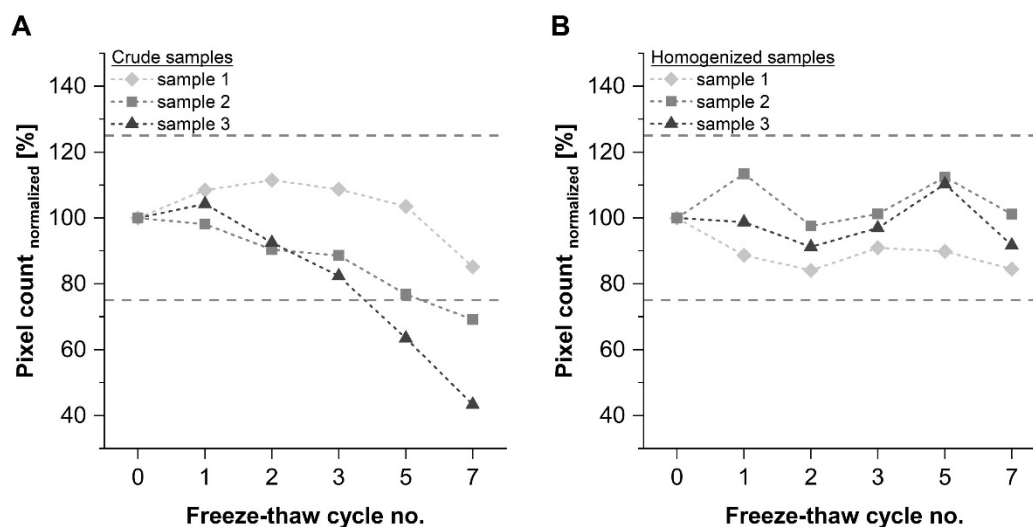 A
Crude samples
sample 1
sample 2
sample 3
140
120
100
80
60
40
Pixel count normalized [%]
0 1 2 3 5 7
Freeze-thaw cycle no.
B
Homogenized samples
sample 1
sample 2
sample 3
140
120
100
80
60
40
Pixel count normalized [%]
0 1 2 3 5 7
Freeze-thaw cycle no.